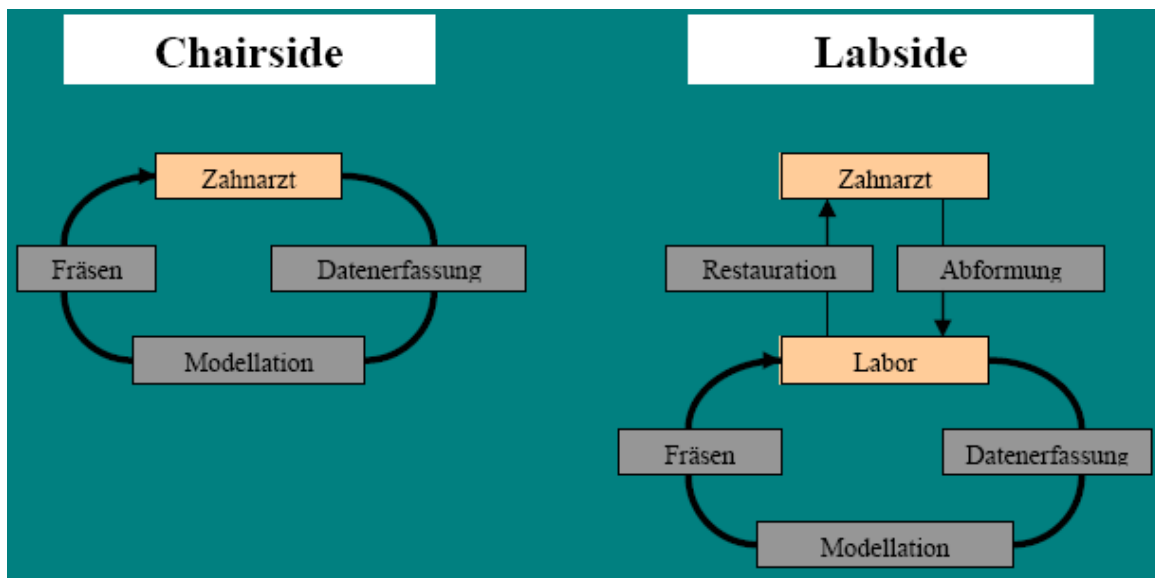 Chairside
Zahnarzt
Fräsen
Datenerfassung
Modellation
Labside
Zahnarzt
Restauration
Abformung
Labor
Fräsen
Datenerfassung
Modellation